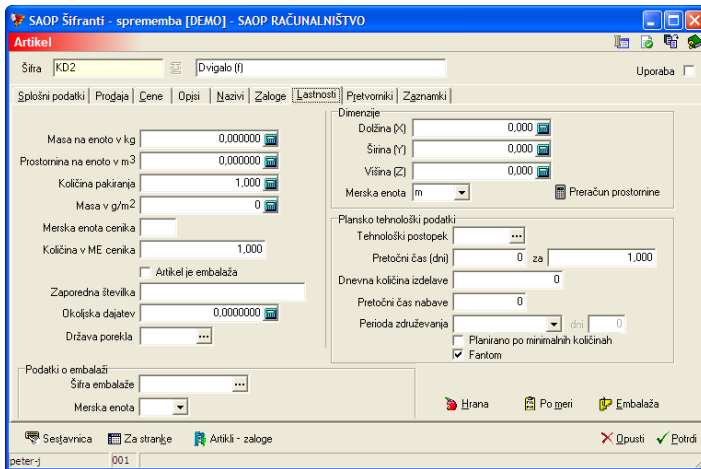 SAOP Šifranti - sprememba [DEMO] - SAOP RAČUNALNIŠTVO
Artikel
Šifra KD2 Dvigalo (f) Uporaba
Splošni podatki Prodaja Cene Opisi Nazivi Zaloge Lastnosti Pretvorniki Zaznamki
Masa na enoto v kg 0,000000
Prostornina na enoto v m3 0,000000
Količina pakiranja 1,000
Masa v g/m2 0
Merska enota cenika
Količina v ME cenika 1,000
Artikel je embalaža
Zaporedna številka
Okoljska dajatev 0,0000000
Država porekla ...
Podatki o embalaži
Šifra embalaže ...
Merska enota
Dimenzije
Dolžina (X) 0,000
Širina (Y) 0,000
Višina (Z) 0,000
Merska enota m Preračun prostornine
Plansko tehnološki podatki
Tehnološki postopek ...
Pretočni čas (dni) 0 za 1,000
Dnevna količina izdelave 0
Pretočni čas nabave 0
Perioda združevanja dni 0
Planirano po minimalnih količinah
Fantom
Hrana Po meri Embalaža
Sestavnica Za stranke Artikli - zaloge Opusti Potrdi
peter-j 001